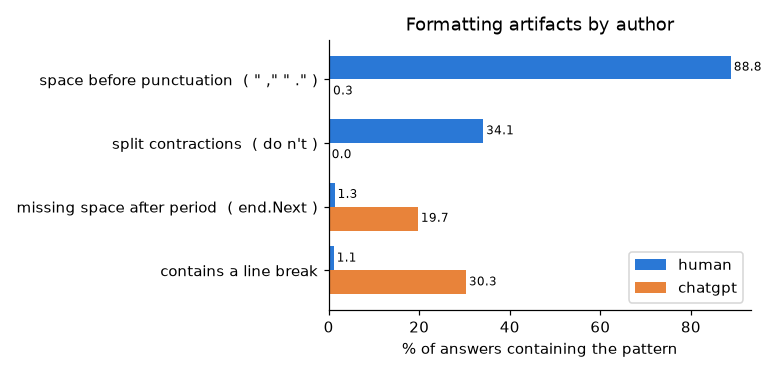 Formatting artifacts by author
space before punctuation  ( " ," " ." )
88.8
0.3
split contractions  ( do n't )
34.1
0.0
missing space after period  ( end.Next )
1.3
19.7
contains a line break
1.1
30.3
human
chatgpt
0 20 40 60 80
% of answers containing the pattern